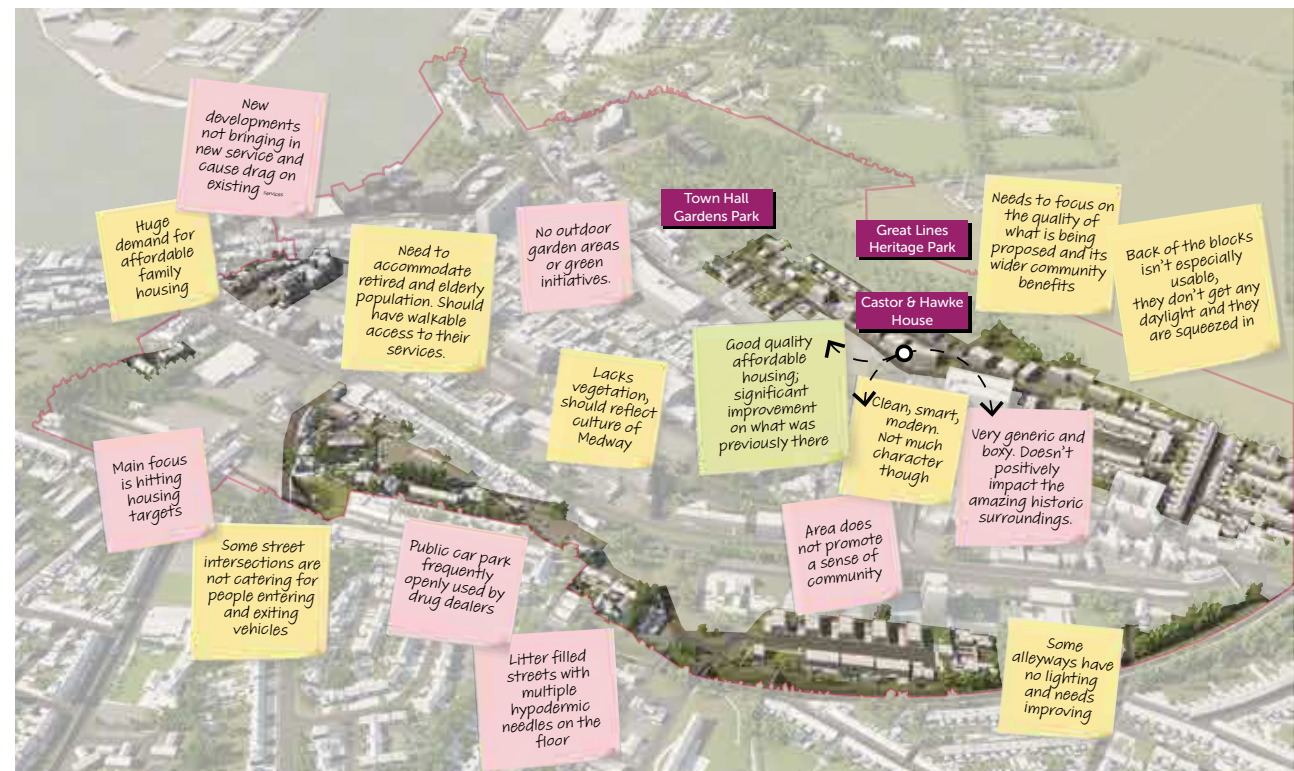 New
developments
not bringing in
new service and
cause drag on
existing services
Huge
demand for
affordable
family
housing
Need to
accommodate
retired and elderly
population. Should
have walkable
access to their
services.
No outdoor
garden areas
or green
initiatives.
Town Hall
Gardens Park
Great Lines
Heritage Park
Castor & Hawke
House
Needs to focus on
the quality of
what is being
proposed and its
wider community
benefits
Back of the blocks
isn't especially
usable,
they don't get any
daylight and they
are squeezed in
Lacks
vegetation,
should reflect
culture of
Medway
Good quality
affordable
housing;
significant
improvement
on what was
previously there
Clean, smart,
modern.
Not much
character
though
Very generic and
boxy. Doesn't
positively
impact the
amazing historic
surroundings.
Main focus
is hitting
housing
targets
Some street
intersections are
not catering for
people entering
and exiting
vehicles
Public car park
frequently
openly used by
drug dealers
Area does
not promote
a sense of
community
Litter filled
streets with
multiple
hypodermic
needles on the
floor
Some
alleyways have
no lighting
and needs
improving